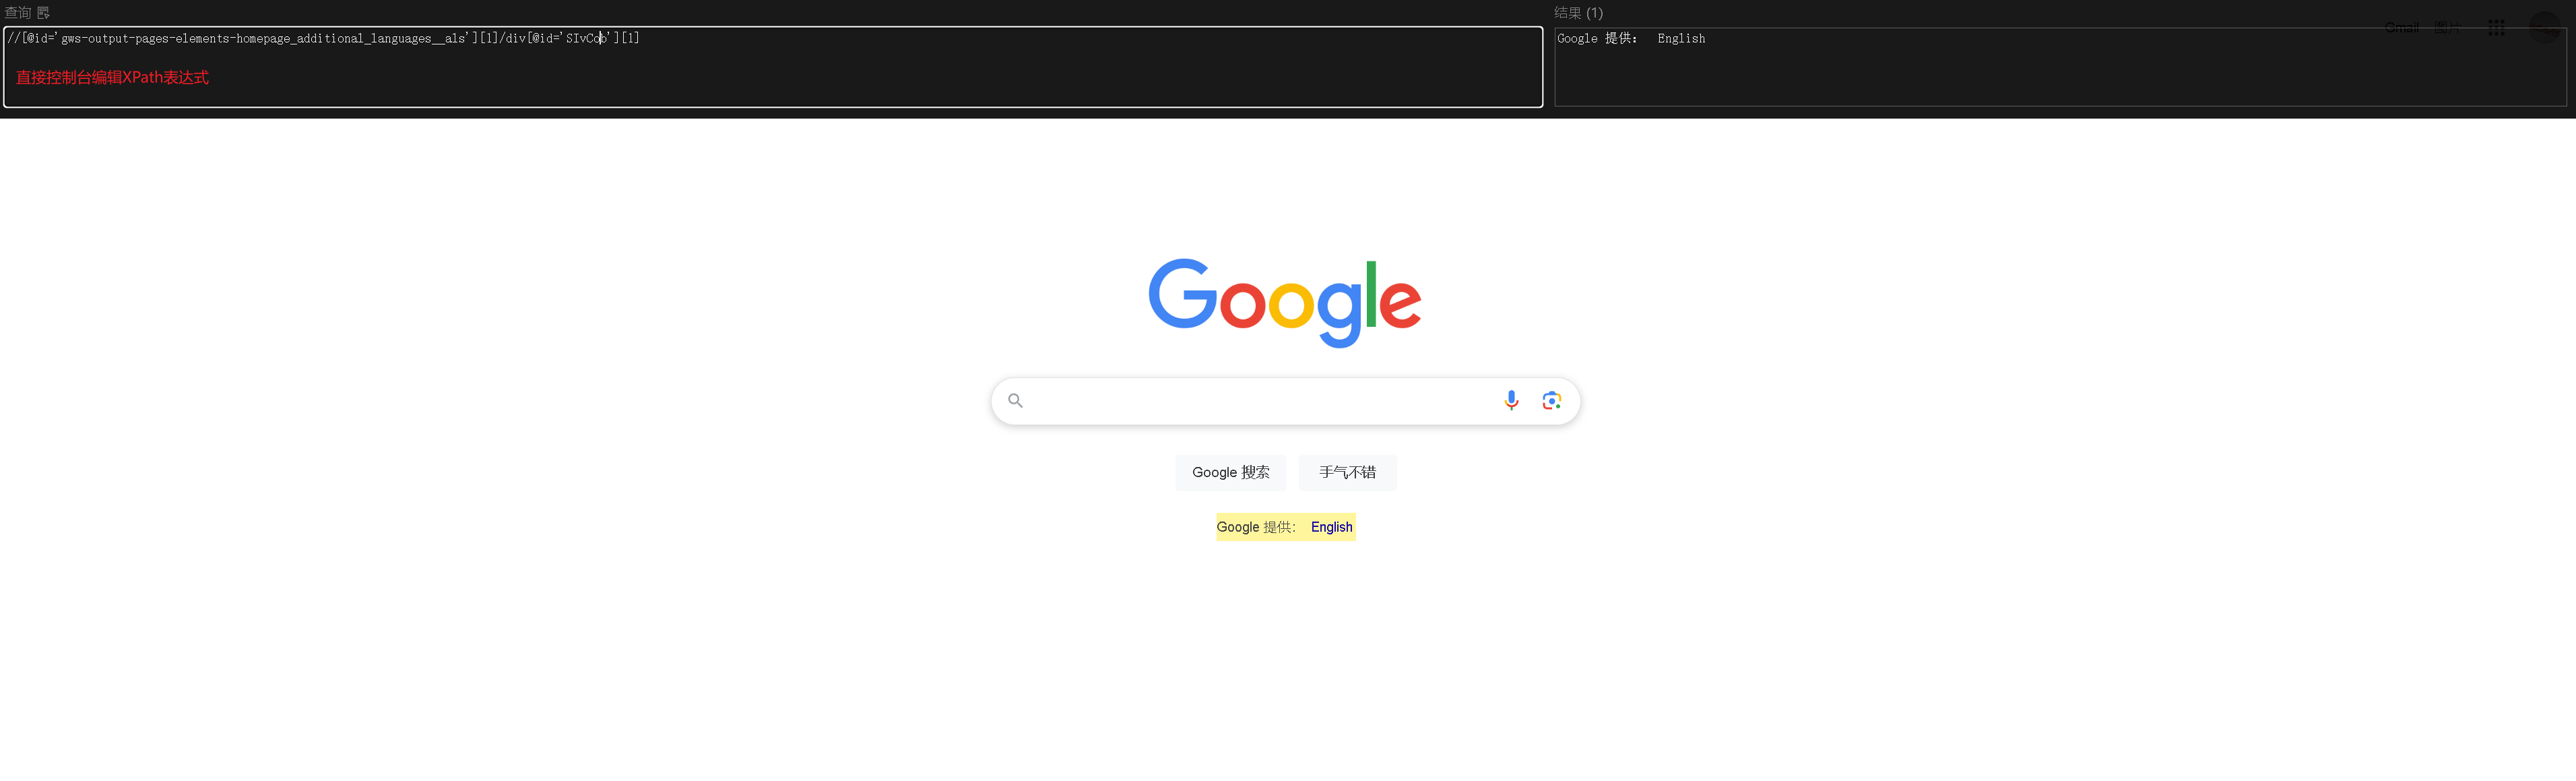 查询
//[@id='gws-output-pages-elements-homepage_additional_languages__als'][1]/div[@id='SIvCob'][1]
直接控制台编辑XPath表达式
结果 (1)
Google 提供： English
Gmail 图片
Google
Google 搜索 手气不错
Google 提供： English